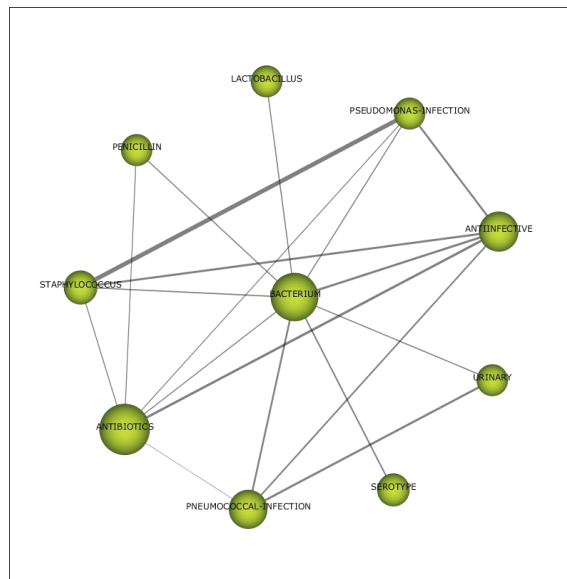 LACTOBACILLUS
PSEUDOMONAS-INFECTION
PENICILLIN
ANTIINFECTIVE
STAPHYLOCOCCUS
BACTERIUM
URINARY
ANTIBIOTICS
SEROTYPE
PNEUMOCOCCAL-INFECTION